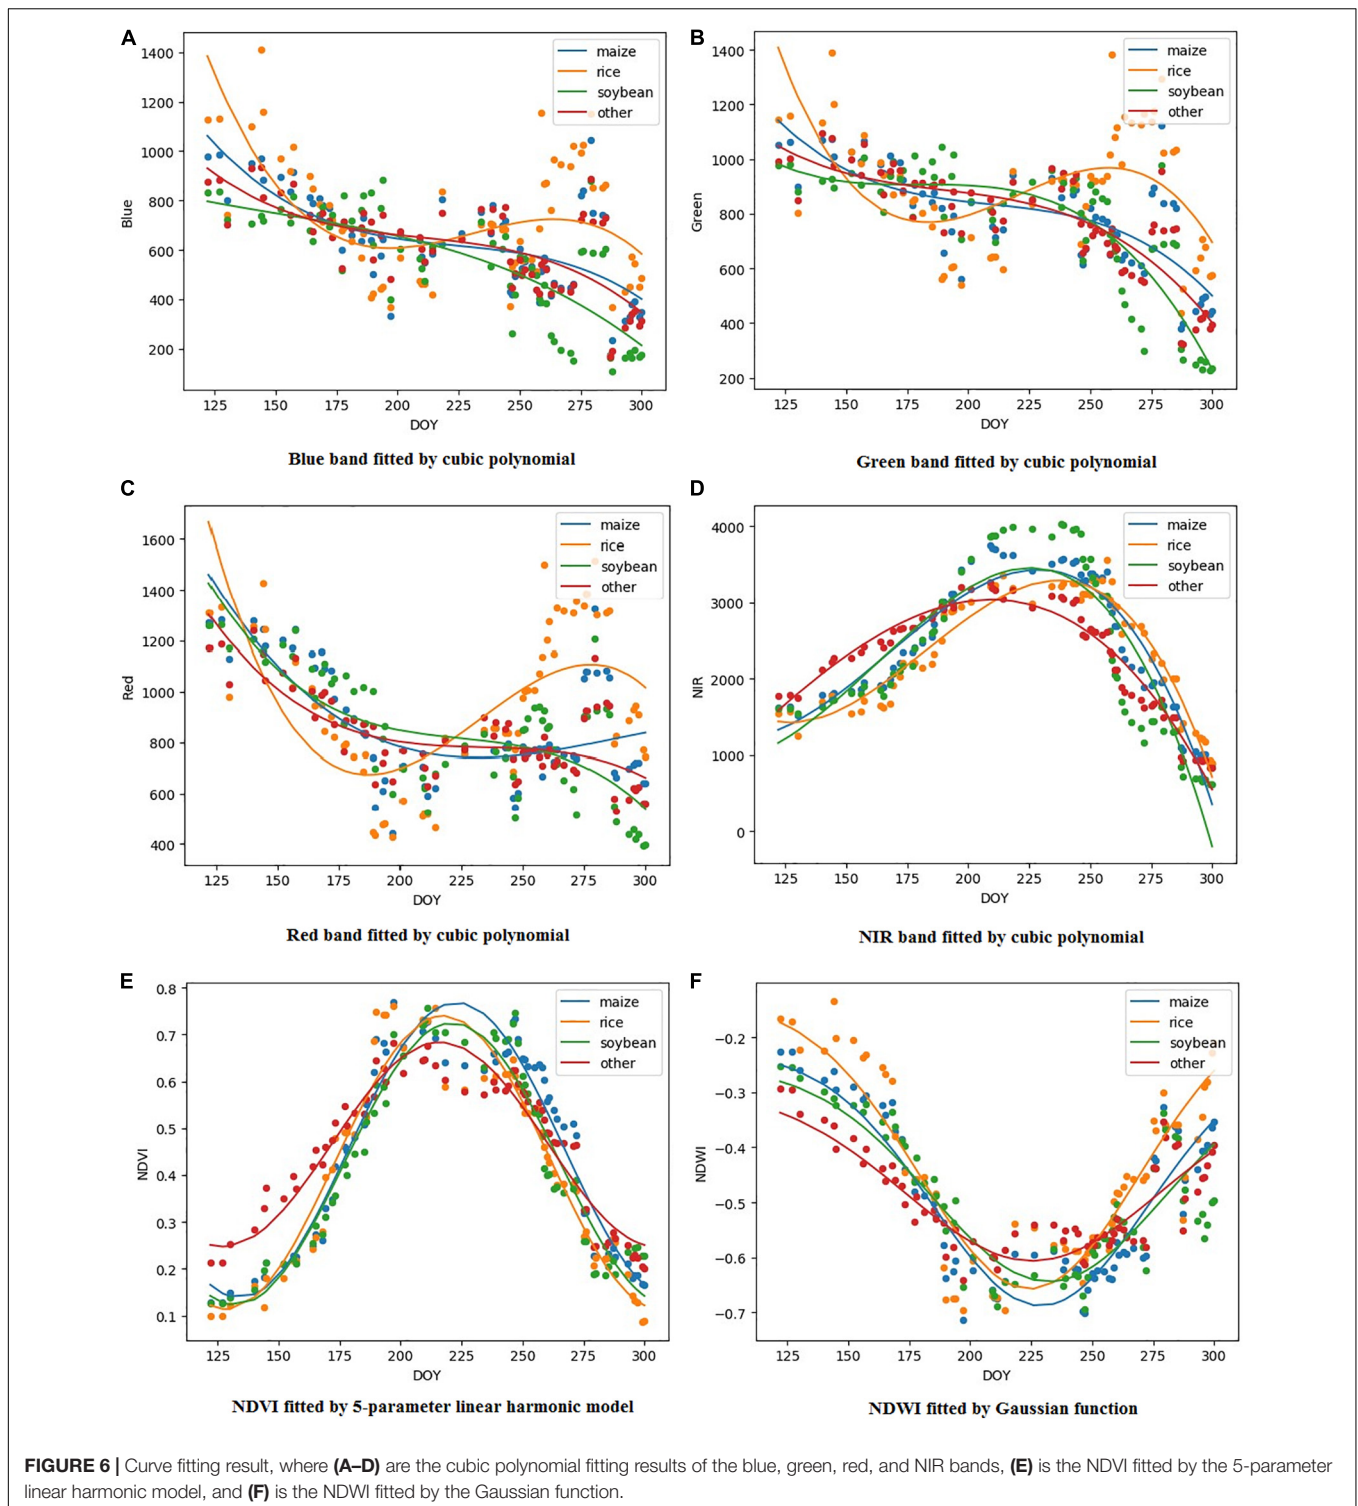 A
Blue
1400
1200
1000
800
600
400
200
maize
rice
soybean
other
125 150 175 200 225 250 275 300
DOY
Blue band fitted by cubic polynomial
B
Green
1400
1200
1000
800
600
400
200
maize
rice
soybean
other
125 150 175 200 225 250 275 300
DOY
Green band fitted by cubic polynomial
C
Red
1600
1400
1200
1000
800
600
400
maize
rice
soybean
other
125 150 175 200 225 250 275 300
DOY
Red band fitted by cubic polynomial
D
NIR
4000
3000
2000
1000
0
maize
rice
soybean
other
125 150 175 200 225 250 275 300
DOY
NIR band fitted by cubic polynomial
E
NDVI
0.8
0.7
0.6
0.5
0.4
0.3
0.2
0.1
maize
rice
soybean
other
125 150 175 200 225 250 275 300
DOY
NDVI fitted by 5-parameter linear harmonic model
F
NDWI
−0.2
−0.3
−0.4
−0.5
−0.6
−0.7
maize
rice
soybean
other
125 150 175 200 225 250 275 300
DOY
NDWI fitted by Gaussian function
FIGURE 6 | Curve fitting result, where (A–D) are the cubic polynomial fitting results of the blue, green, red, and NIR bands, (E) is the NDVI fitted by the 5-parameter
linear harmonic model, and (F) is the NDWI fitted by the Gaussian function.